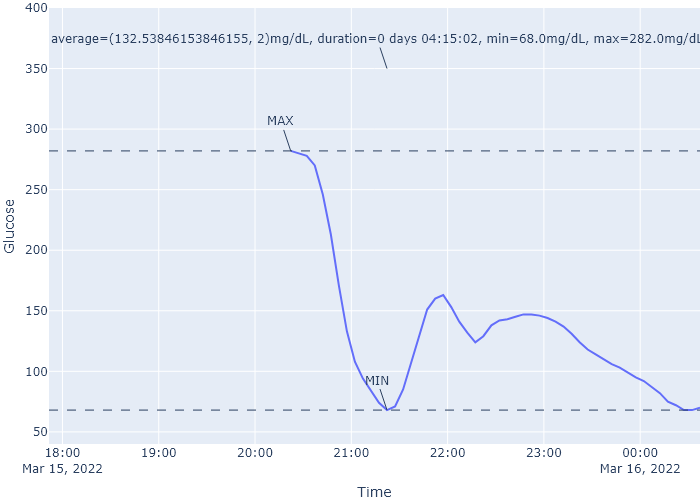 400
average=(132.53846153846155, 2)mg/dL, duration=0 days 04:15:02, min=68.0mg/dL, max=282.0mg/dL
350
MAX
300
250
Glucose
200
150
MIN
100
50
18:00 19:00 20:00 21:00 22:00 23:00 00:00
Mar 15, 2022 Mar 16, 2022
Time